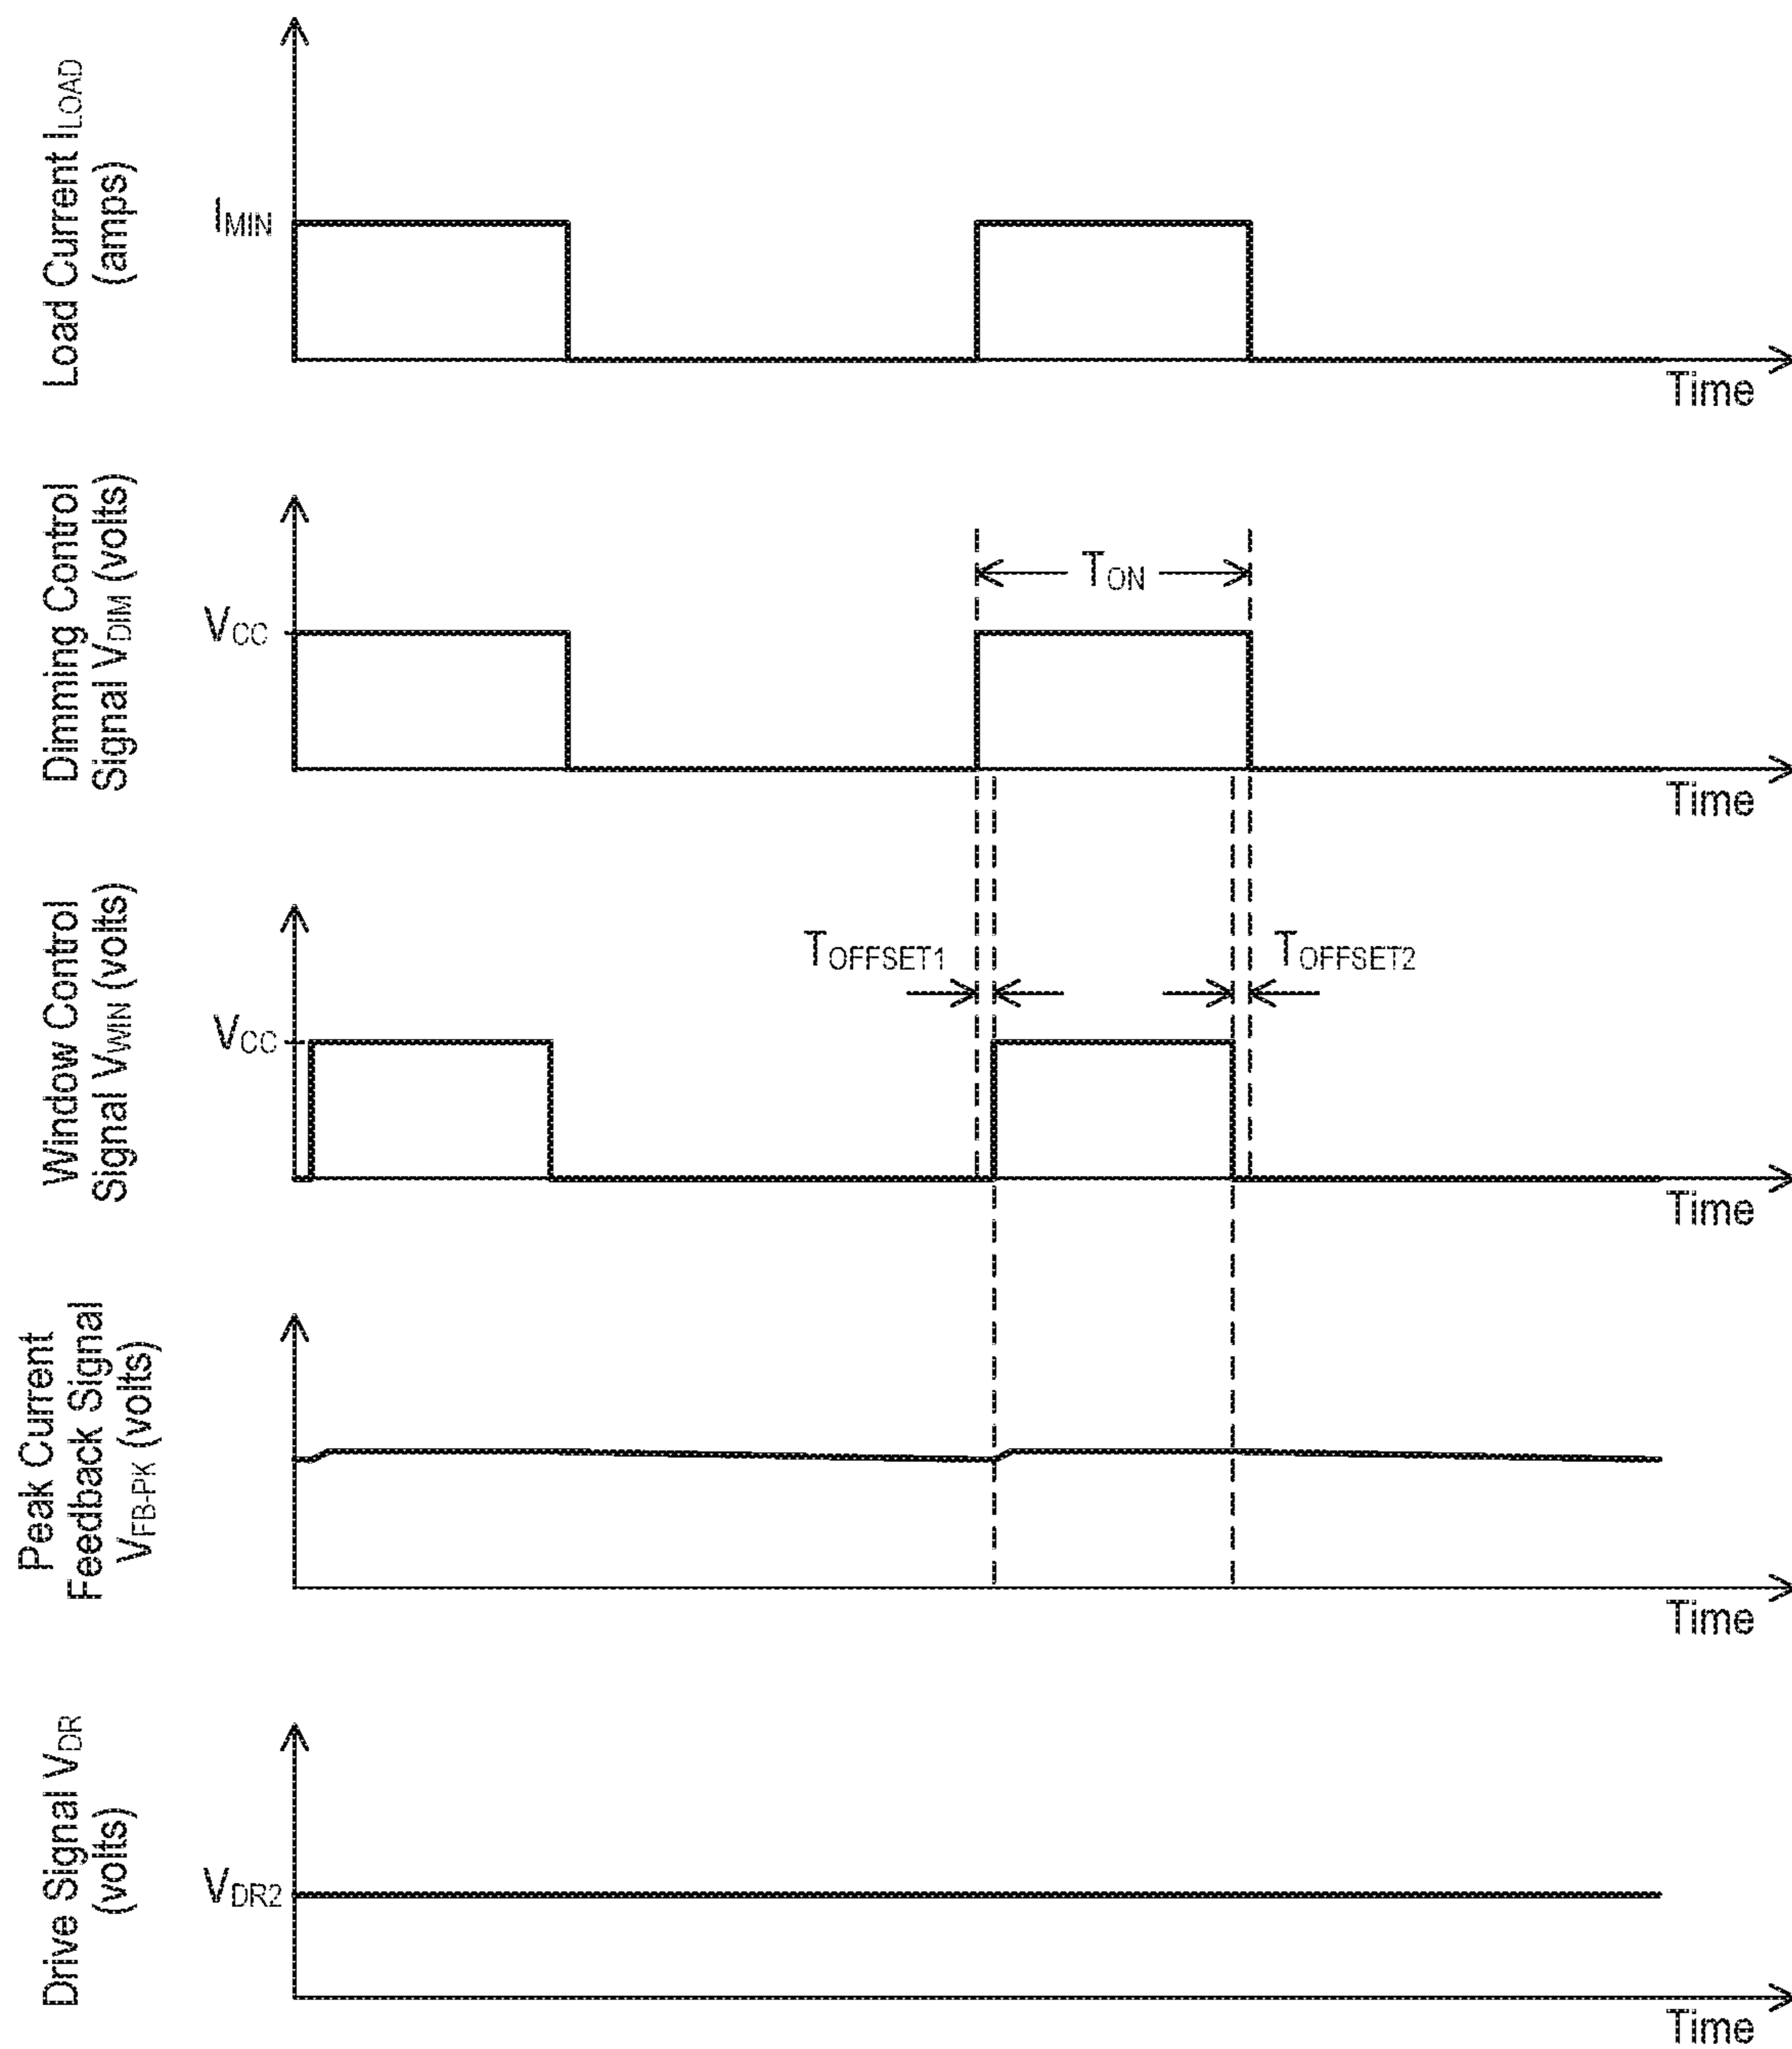 Load Current ILOAD
(amps)
IMIN
Time
Dimming Control
Signal VDIM (volts)
TON
VCC
Time
Window Control
Signal VWIN (volts)
TOFFSET1
TOFFSET2
VCC
Time
Peak Current
Feedback Signal
VFB-PK (volts)
Time
Drive Signal VDR
(volts)
VDR2
Time